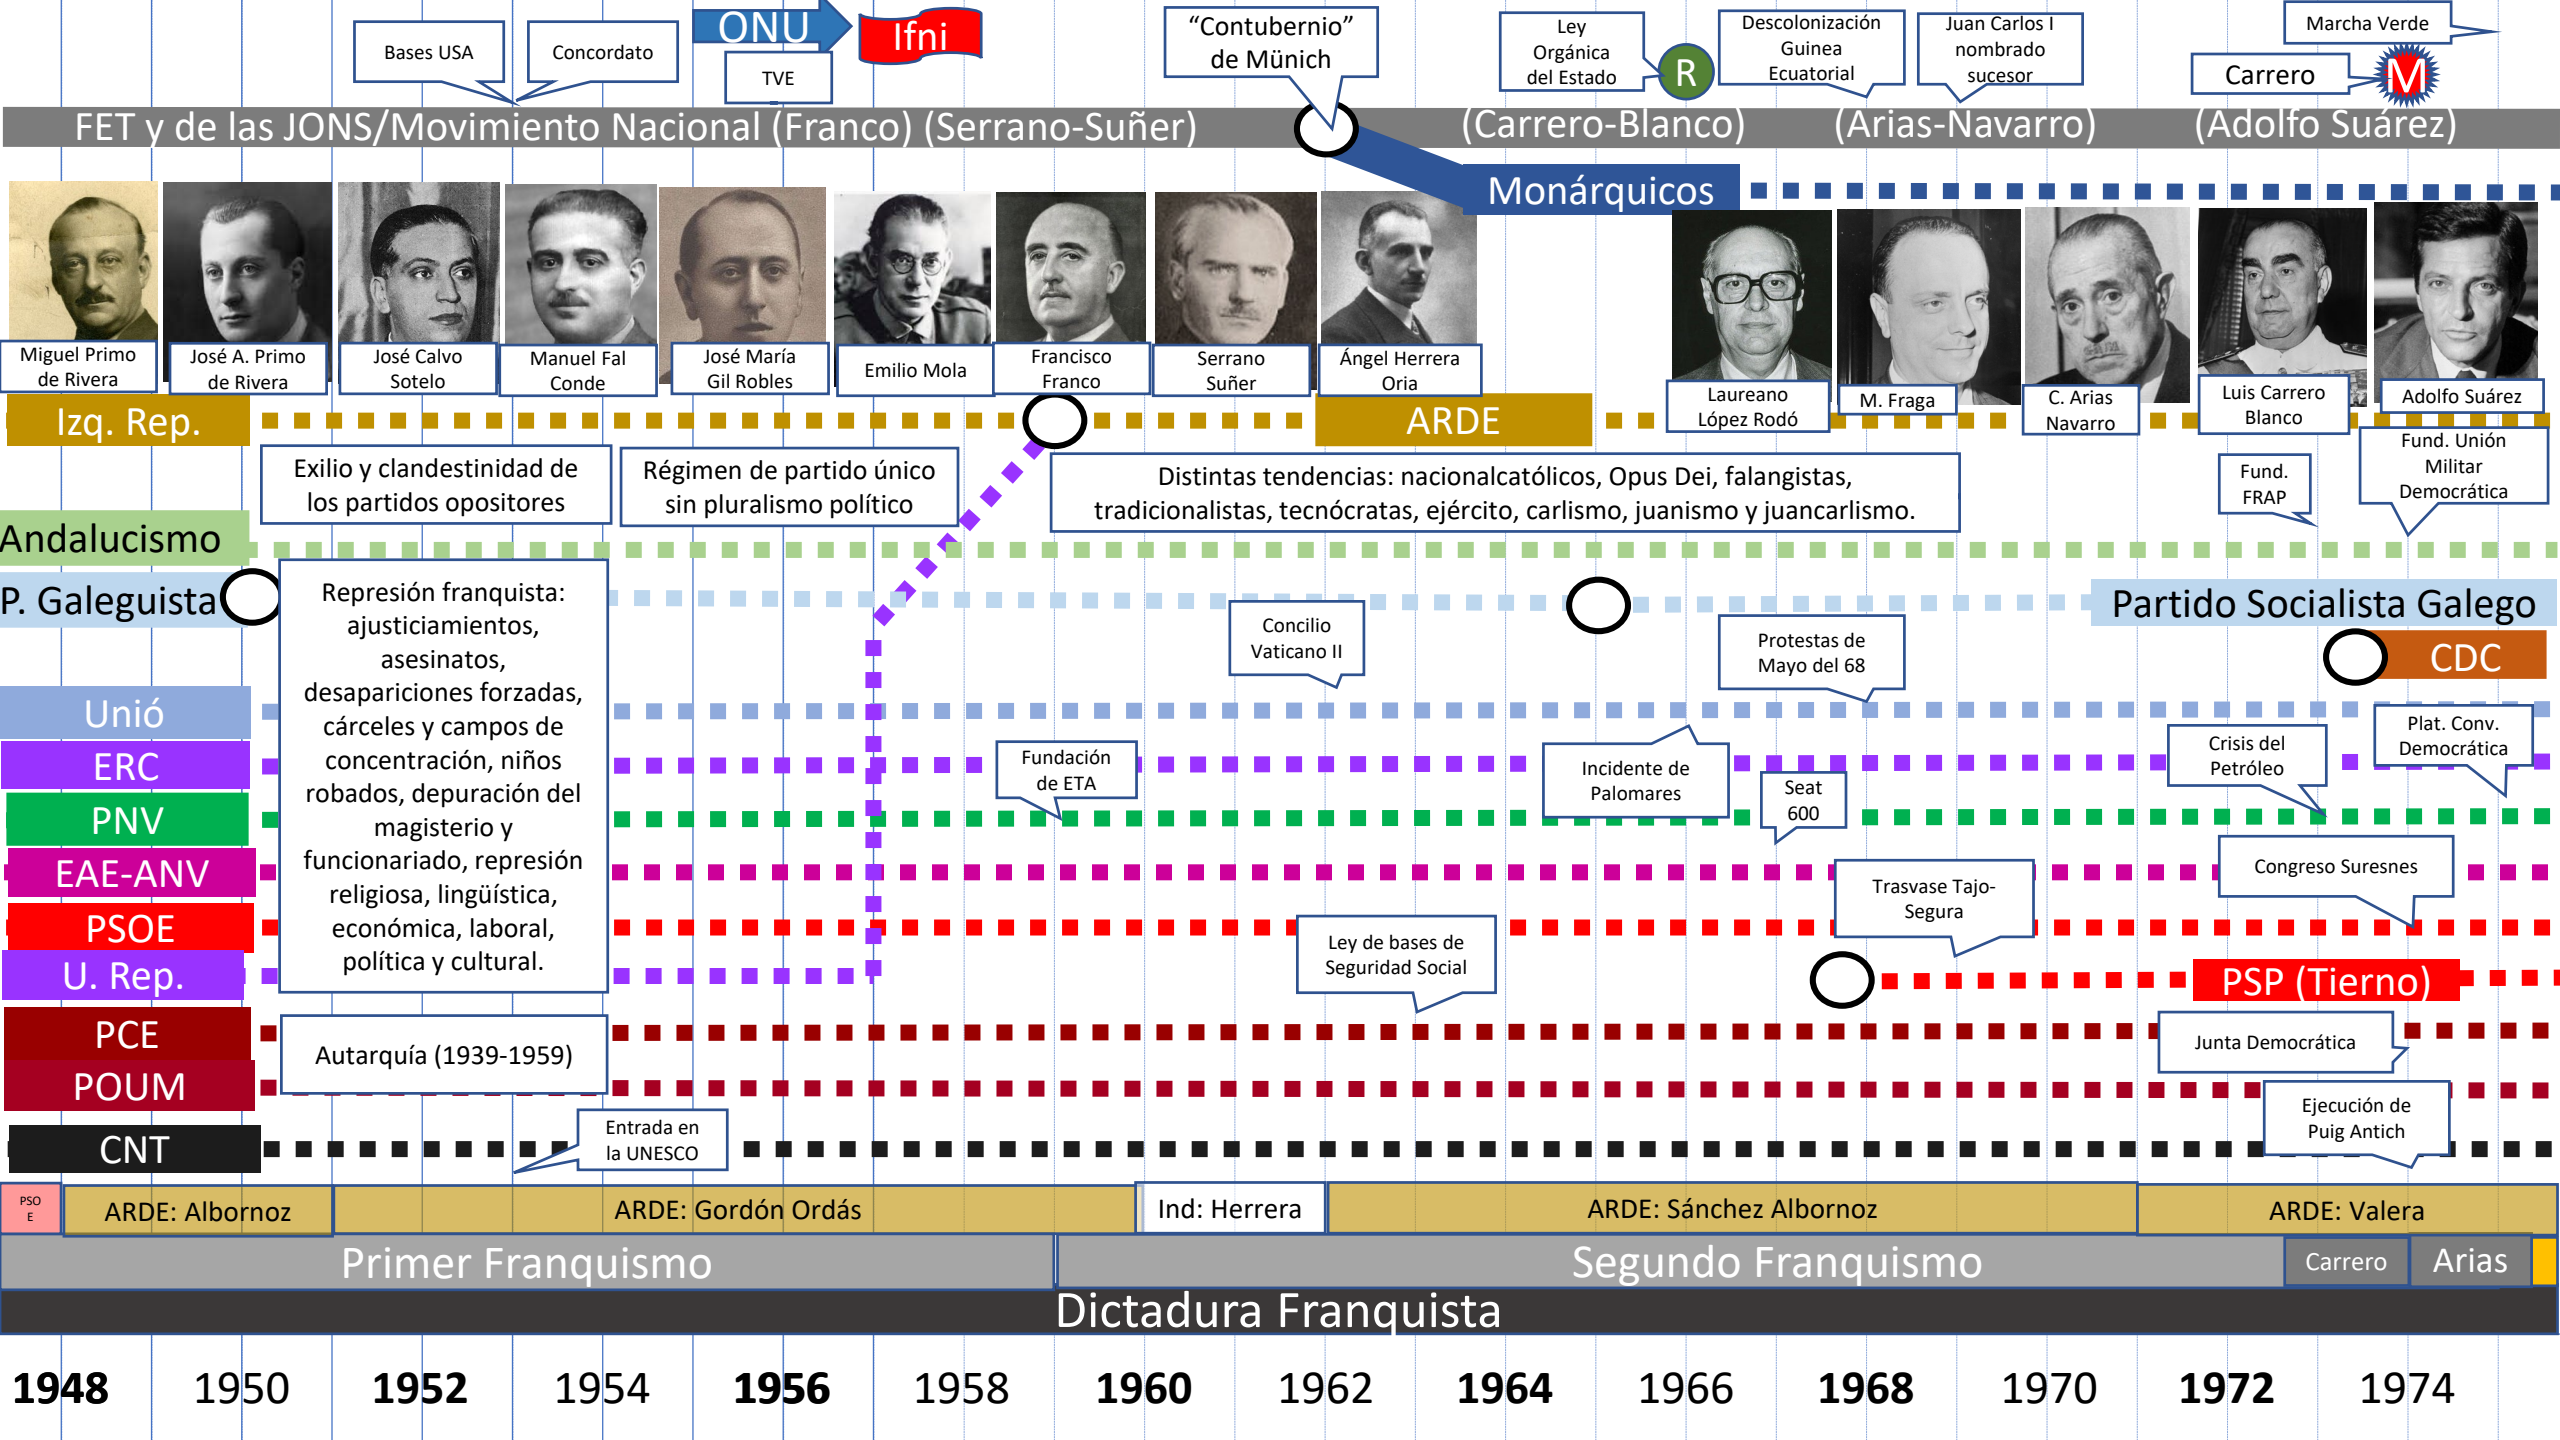 ONU
Ifni
Bases USA
Concordato
TVE
“Contubernio”
de Münich
Ley
Orgánica
del Estado
R
Descolonización
Guinea
Ecuatorial
Juan Carlos I
nombrado
sucesor
Marcha Verde
Carrero
M
FET y de las JONS/Movimiento Nacional (Franco) (Serrano-Suñer)
(Carrero-Blanco)
(Arias-Navarro)
(Adolfo Suárez)
Monárquicos
Miguel Primo
de Rivera
José A. Primo
de Rivera
José Calvo
Sotelo
Manuel Fal
Conde
José María
Gil Robles
Emilio Mola
Francisco
Franco
Serrano
Suñer
Ángel Herrera
Oria
Laureano
López Rodó
M. Fraga
C. Arias
Navarro
Luis Carrero
Blanco
Adolfo Suárez
Izq. Rep.
ARDE
Exilio y clandestinidad de
los partidos opositores
Régimen de partido único
sin pluralismo político
Distintas tendencias: nacionalcatólicos, Opus Dei, falangistas,
tradicionalistas, tecnócratas, ejército, carlismo, juanismo y juancarlismo.
Fund.
FRAP
Fund. Unión
Militar
Democrática
Andalucismo
P. Galeguista
Partido Socialista Galego
CDC
Represión franquista:
ajusticiamientos,
asesinatos,
desapariciones forzadas,
cárceles y campos de
concentración, niños
robados, depuración del
magisterio y
funcionariado, represión
religiosa, lingüística,
económica, laboral,
política y cultural.
Concilio
Vaticano II
Protestas de
Mayo del 68
Unió
ERC
PNV
EAE-ANV
PSOE
U. Rep.
PCE
POUM
CNT
Fundación
de ETA
Incidente de
Palomares
Seat
600
Crisis del
Petróleo
Plat. Conv.
Democrática
Congreso Suresnes
Trasvase Tajo-
Segura
Ley de bases de
Seguridad Social
PSP (Tierno)
Autarquía (1939-1959)
Junta Democrática
Ejecución de
Puig Antich
Entrada en
la UNESCO
PSO
E
ARDE: Albornoz
ARDE: Gordón Ordás
Ind: Herrera
ARDE: Sánchez Albornoz
ARDE: Valera
Primer Franquismo
Segundo Franquismo
Carrero
Arias
Dictadura Franquista
1948
1950
1952
1954
1956
1958
1960
1962
1964
1966
1968
1970
1972
1974